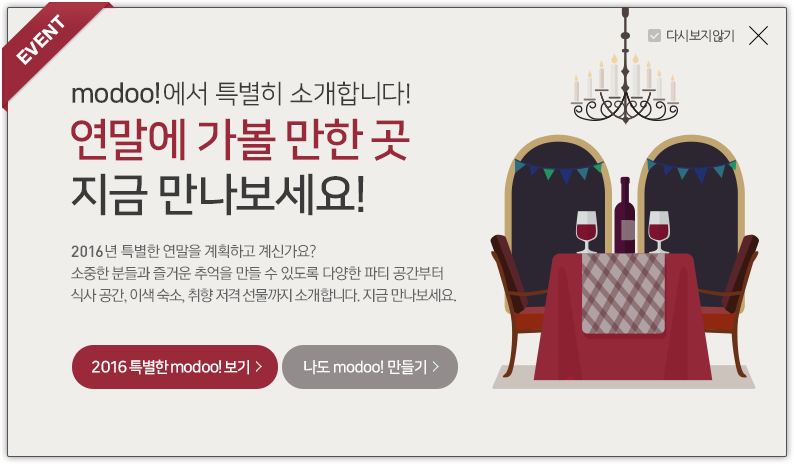 EVENT
다시보지않기
modoo!에서 특별히 소개합니다!
연말에 가볼 만한 곳
지금 만나보세요!
2016년 특별한 연말을 계획하고 계신가요?
소중한 분들과 즐거운 추억을 만들 수 있도록 다양한 파티 공간부터
식사 공간, 이색 숙소, 취향 저격 선물까지 소개합니다. 지금 만나보세요.
2016 특별한 modoo! 보기 >
나도 modoo! 만들기 >